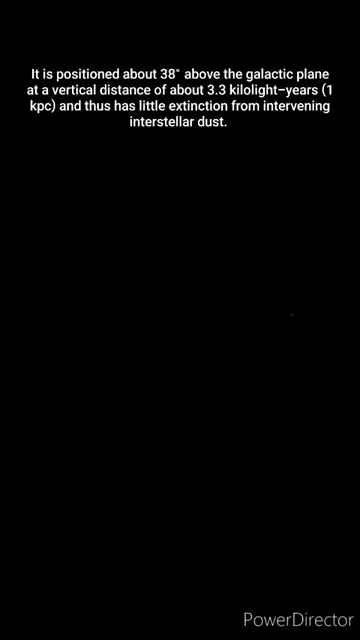 It is positioned about 38° above the galactic plane
at a vertical distance of about 3.3 kilolight-years (1
kpc) and thus has little extinction from intervening
interstellar dust.
PowerDirector